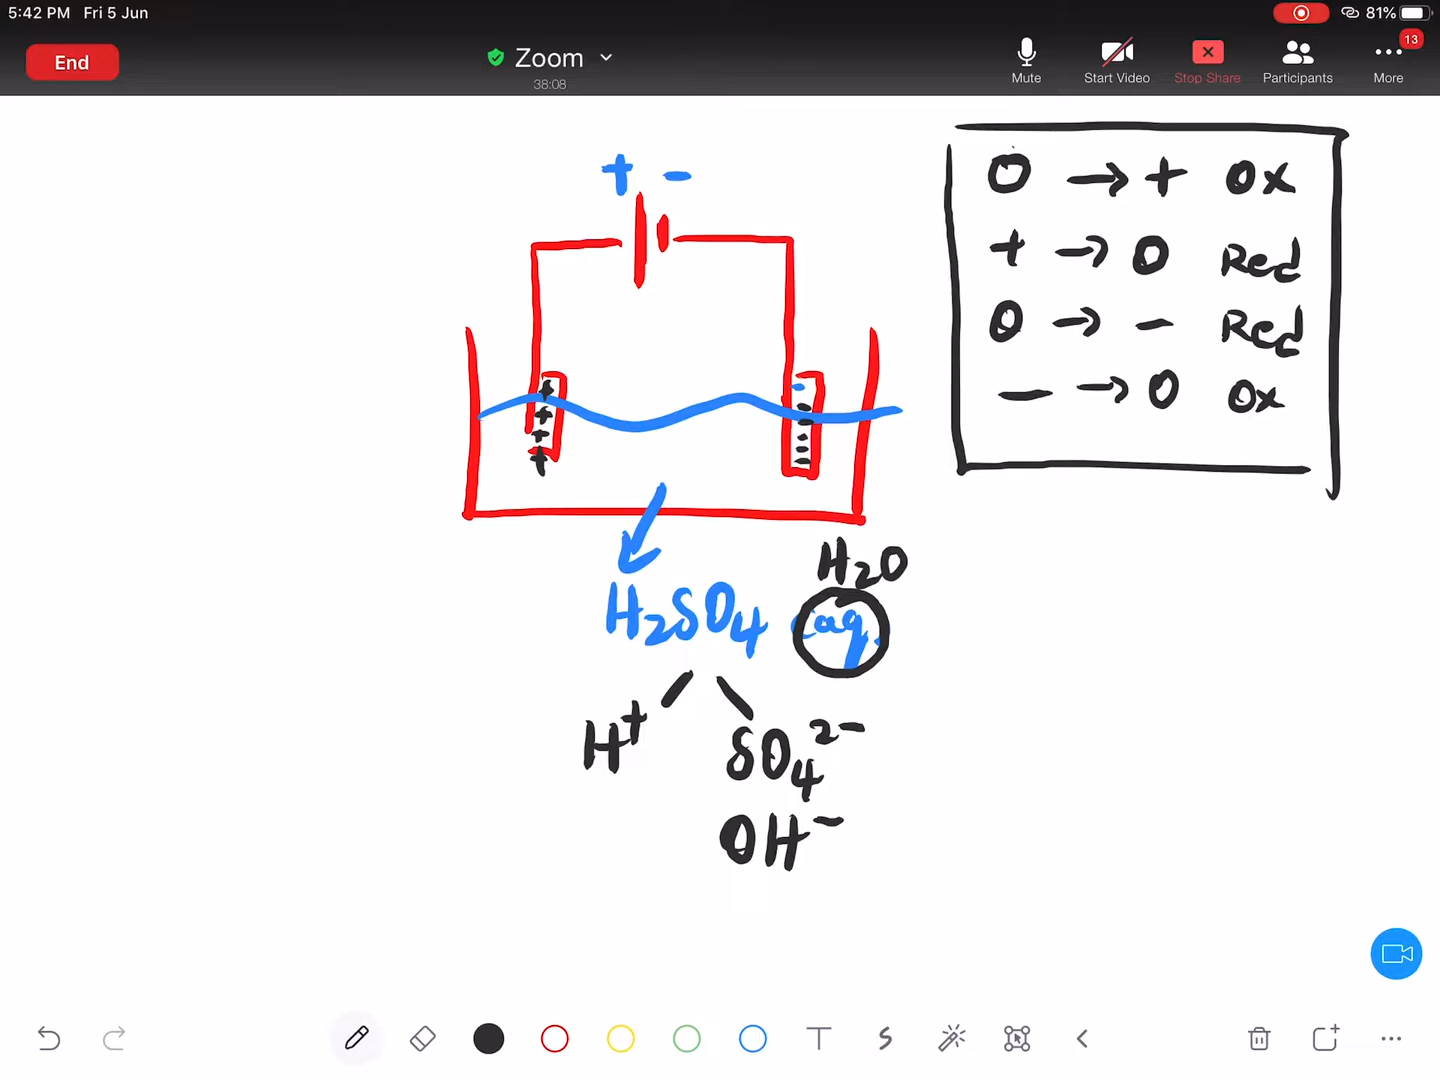 5:42 PM Fri 5 Jun
81%
End
Zoom
38:08
Mute
Start Video
Stop Share
Participants
13
More
+ -
0 → + Ox
+ → 0 Red
0 → - Red
- → 0 Ox
+ -
+ -
+ -
+ -
-
H2O
H2SO4 (aq)
H+ SO4 2-
OH-
T